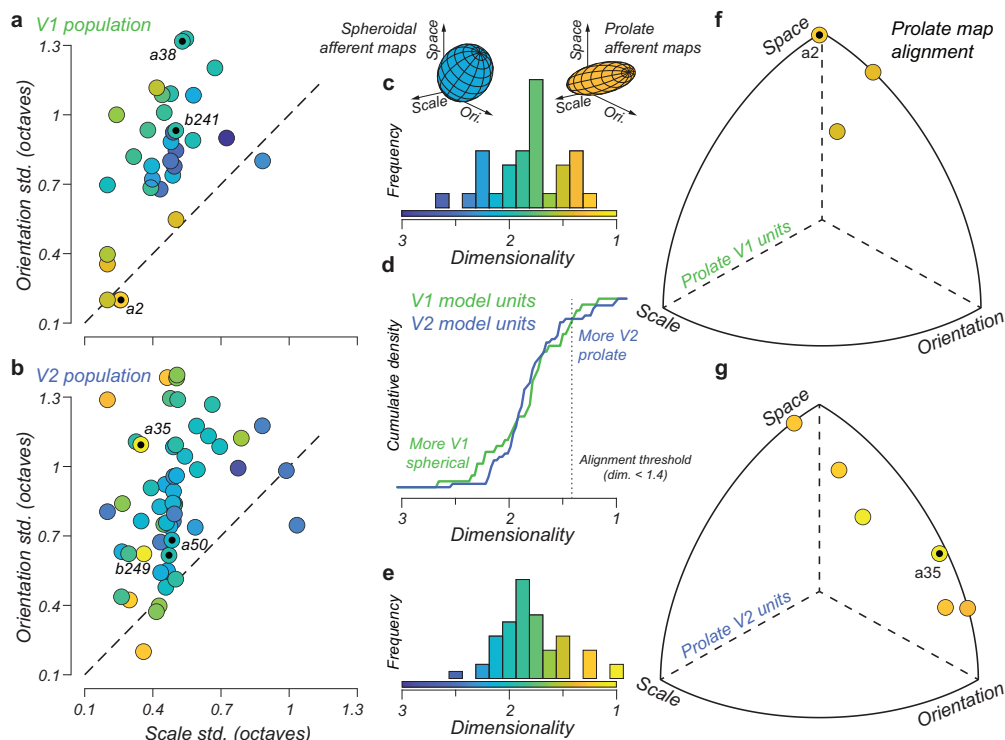 a
V1 population
Orientation std. (octaves)
1.3
1
0.7
0.4
0.1
a38
b241
a2
b
V2 population
Orientation std. (octaves)
1.3
1
0.7
0.4
0.1
a35
a50
b249
0.1
0.4
0.7
1
1.3
Scale std. (octaves)
Spheroidal
afferent maps
Space
Scale
Ori.
Prolate
afferent maps
Space
c
Frequency
3
2
1
Dimensionality
d
V1 model units
V2 model units
More V2
prolate
More V1
spherical
Alignment threshold
(dim. < 1.4)
Cumulative density
3
2
1
Dimensionality
e
Frequency
3
2
1
Dimensionality
f
Prolate map
alignment
Space
a2
Prolate V1 units
Scale
Orientation
g
Space
a35
Prolate V2 units
Scale
Orientation